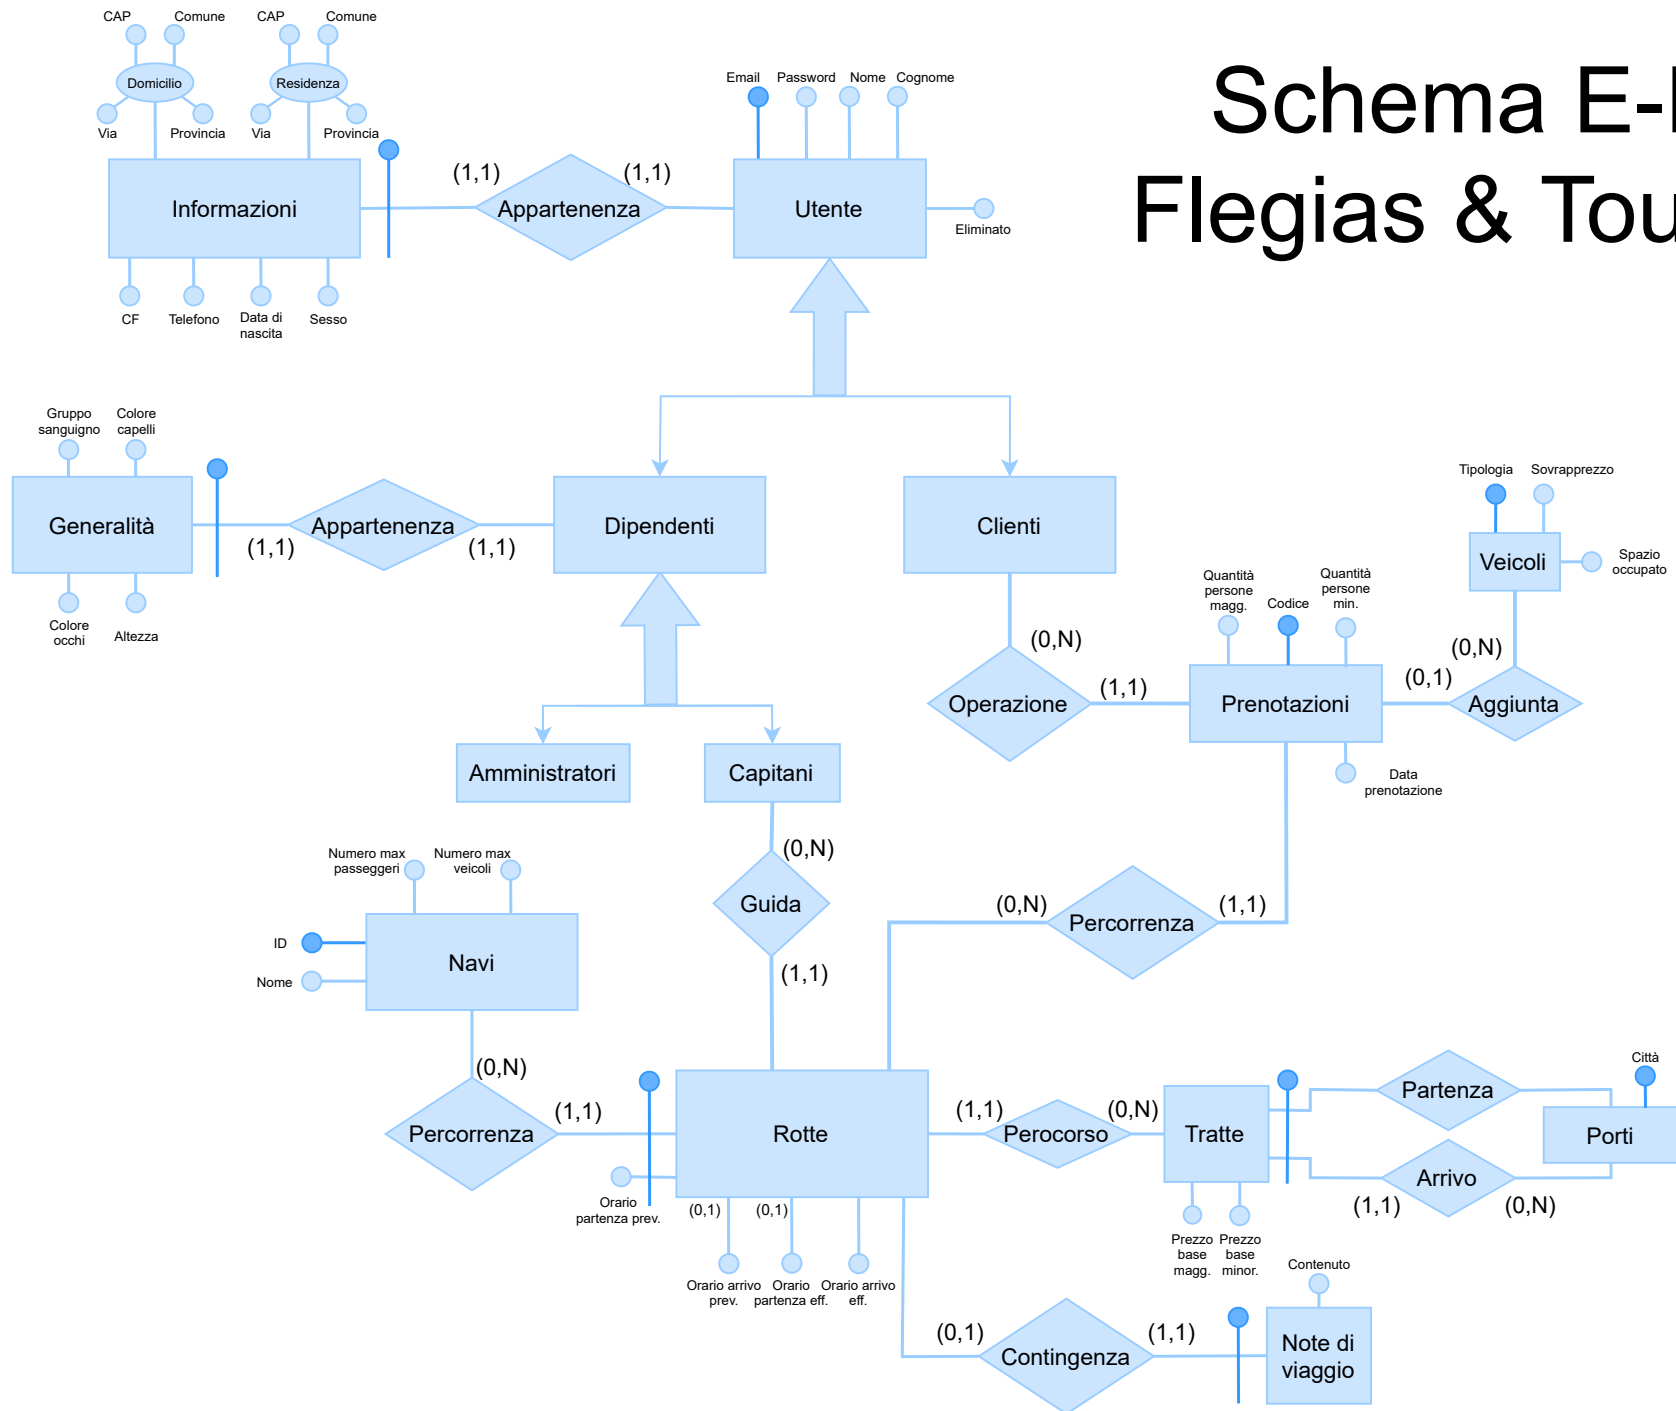 Schema E-
Flegias & Tou
CAP
Comune
CAP
Comune
Domicilio
Residenza
Via
Provincia
Via
Provincia
Email
Password
Nome
Cognome
(1,1)
(1,1)
Informazioni
Appartenenza
Utente
Eliminato
CF
Telefono
Data di
nascita
Sesso
Gruppo
sanguigno
Colore
capelli
Generalità
Appartenenza
Dipendenti
Clienti
(1,1)
(1,1)
Colore
occhi
Altezza
Tipologia
Sovrapprezzo
Veicoli
Spazio
occupato
Quantità
persone
magg.
Codice
Quantità
persone
min.
(0,N)
(0,N)
(1,1)
(0,1)
Operazione
Prenotazioni
Aggiunta
Data
prenotazione
Amministratori
Capitani
(0,N)
Numero max
passeggeri
Numero max
veicoli
Guida
(0,N)
Percorrenza
(1,1)
ID
Navi
Nome
(1,1)
(0,N)
Percorrenza
(1,1)
Rotte
(1,1)
Perocorso
(0,N)
Tratte
Partenza
Città
Porti
Arrivo
(1,1)
(0,N)
Orario
partenza prev.
(0,1)
(0,1)
Orario arrivo
prev.
Orario
partenza eff.
Orario arrivo
eff.
Prezzo
base
magg.
Prezzo
base
minor.
Contenuto
(0,1)
Contingenza
(1,1)
Note di
viaggio